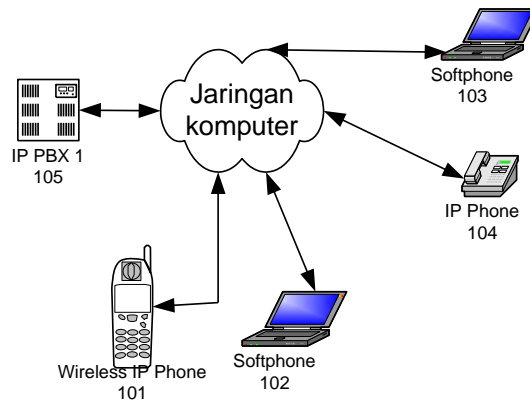 Jaringan
komputer
Softphone
103
IP PBX 1
105
IP Phone
104
Wireless IP Phone
101
Softphone
102